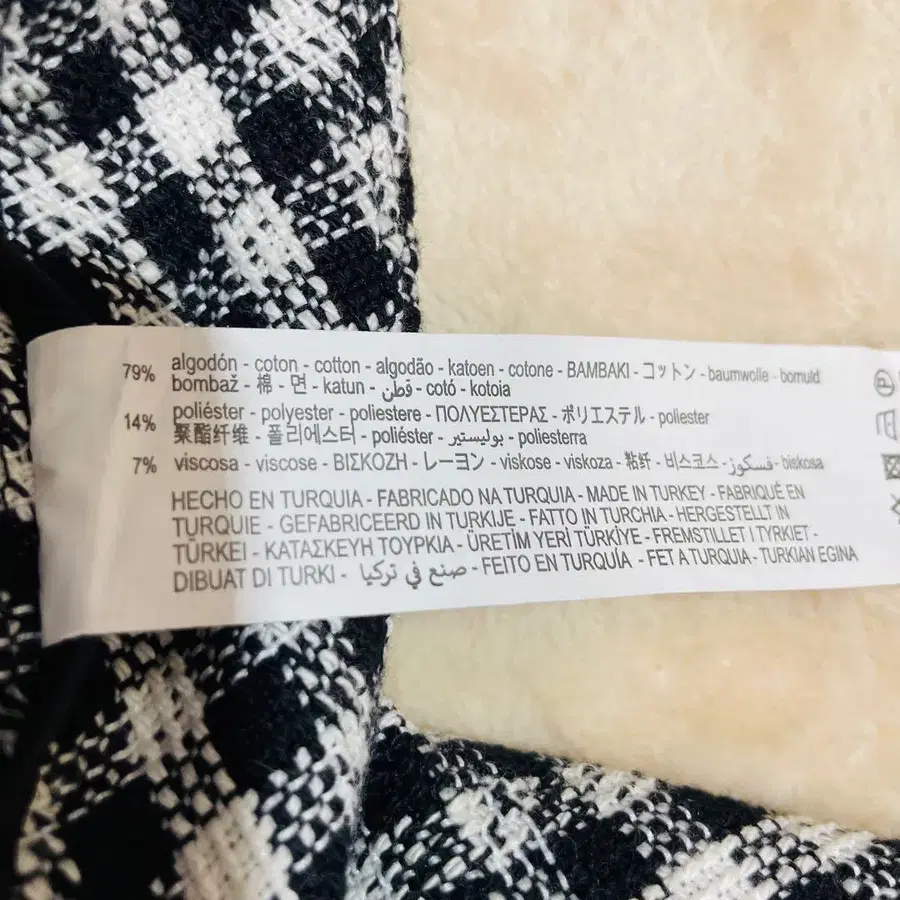 79% algodón - coton - cotton - algodão - katoen - cotone - BAMBAKI - コットン - baumwolle - bomuld
bombaž - 棉 - 면 - katun - قطن - cotó - kotoia
14% poliéster - polyester - poliestere - ΠΟΛΥΕΣΤΕΡΑΣ - ポリエステル - poliester
聚酯纤维 - 폴리에스터 - poliéster - بوليستير - poliesterra
7% viscosa - viscose - ΒΙΣΚΟΖΗ - レーヨン - viskose - viskoza - 粘纤 - 비스코스 - فسكوز - biskosa
HECHO EN TURQUIA - FABRICADO NA TURQUIA - MADE IN TURKEY - FABRIQUÉ EN
TURQUIE - GEFABRICEERD IN TURKIJE - FATTO IN TURCHIA - HERGESTELLT IN
TÜRKEI - ΚΑΤΑΣΚΕΥΗ ΤΟΥΡΚΙΑ - ÜRETİM YERİ TÜRKİYE - FREMSTILLET I TYRKIET -
DIBUAT DI TURKI - صنع في تركيا - FEITO EN TURQUÍA - FET A TURQUIA - TURKIAN EGINA
P